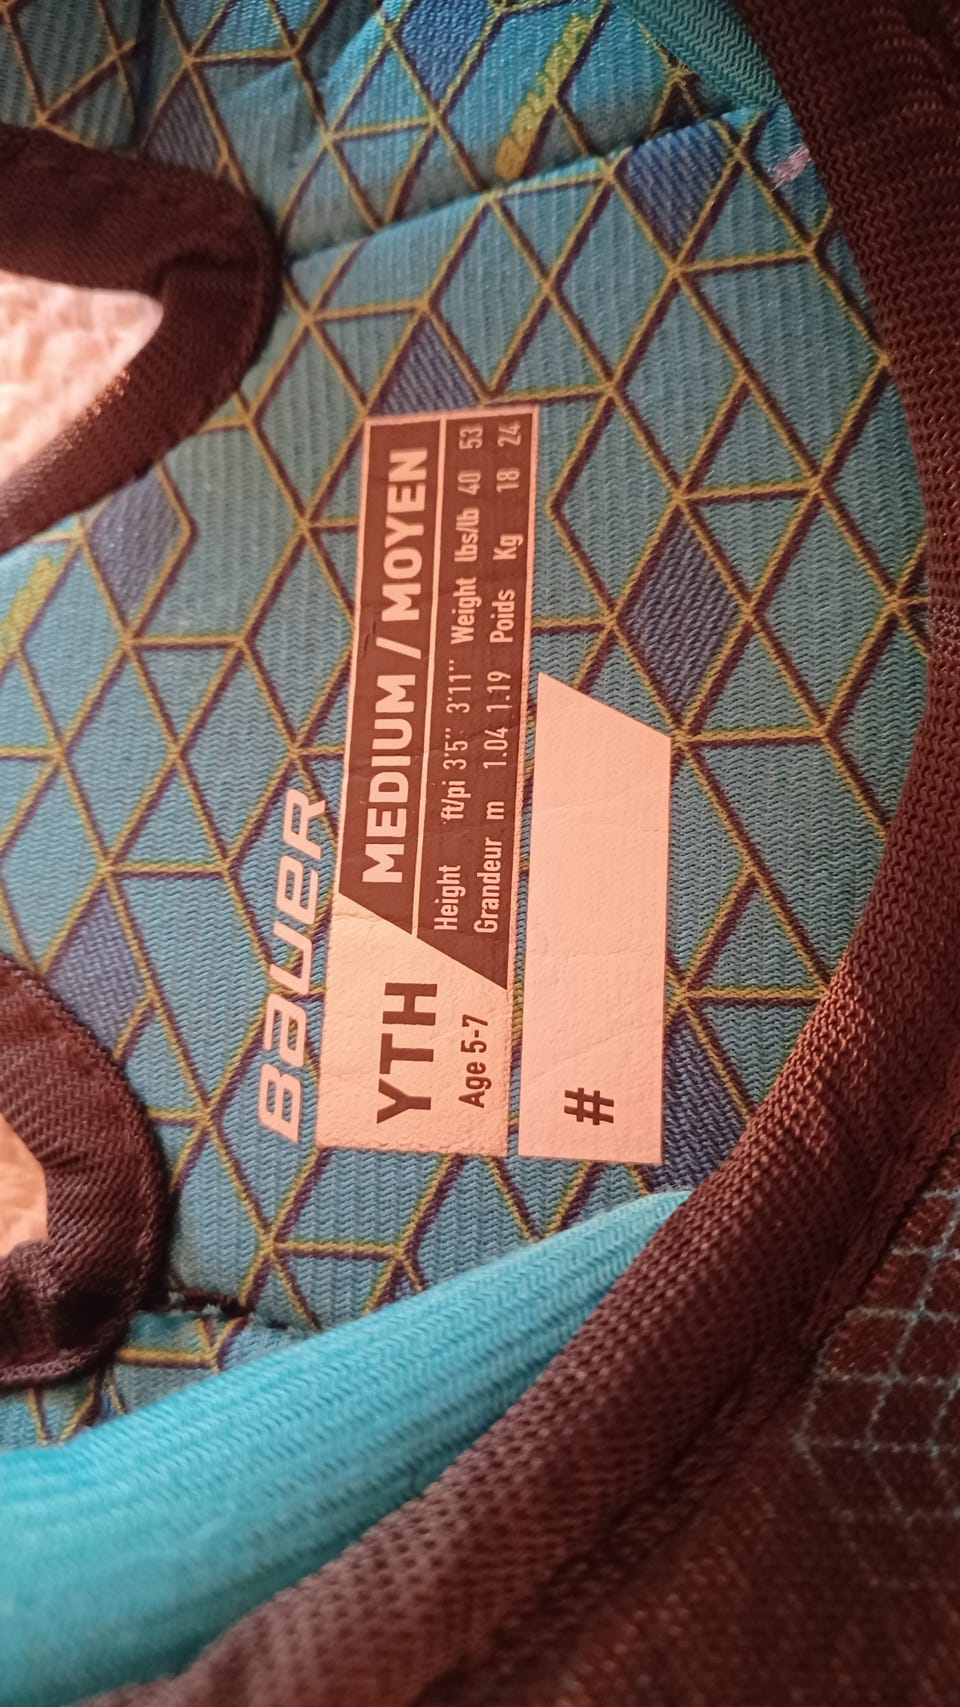 BAUER
YTH MEDIUM / MOYEN
Age 5-7
Height ft/pi 3'5" 3'11" Weight lbs/lb 40 53
Grandeur m 1.04 1.19 Poids Kg 18 24
#